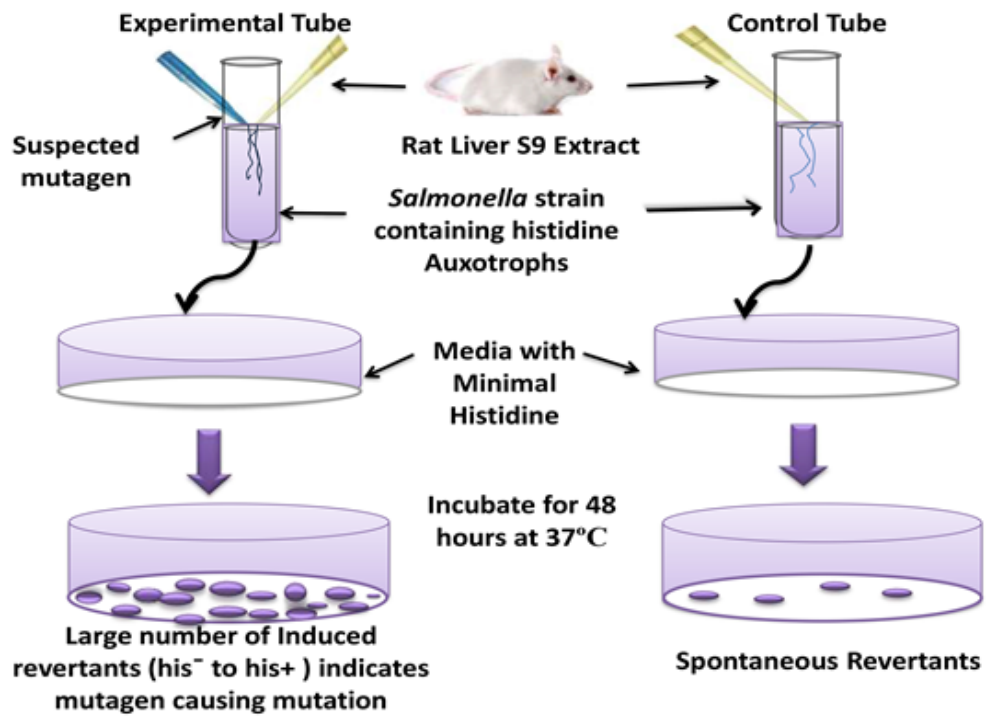 Experimental Tube
Control Tube
Suspected
mutagen
Rat Liver S9 Extract
Salmonella strain
containing histidine
Auxotrophs
Media with
Minimal
Histidine
Incubate for 48
hours at 37°C
Large number of Induced
revertants (his⁻ to his+ ) indicates
mutagen causing mutation
Spontaneous Revertants